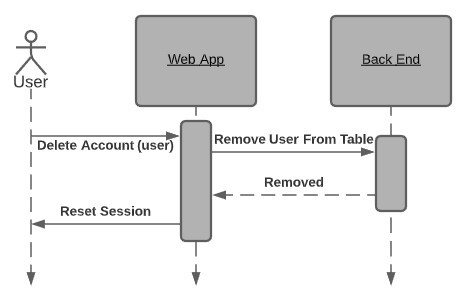 User
Web App
Back End
Delete Account (user)
Remove User From Table
Removed
Reset Session